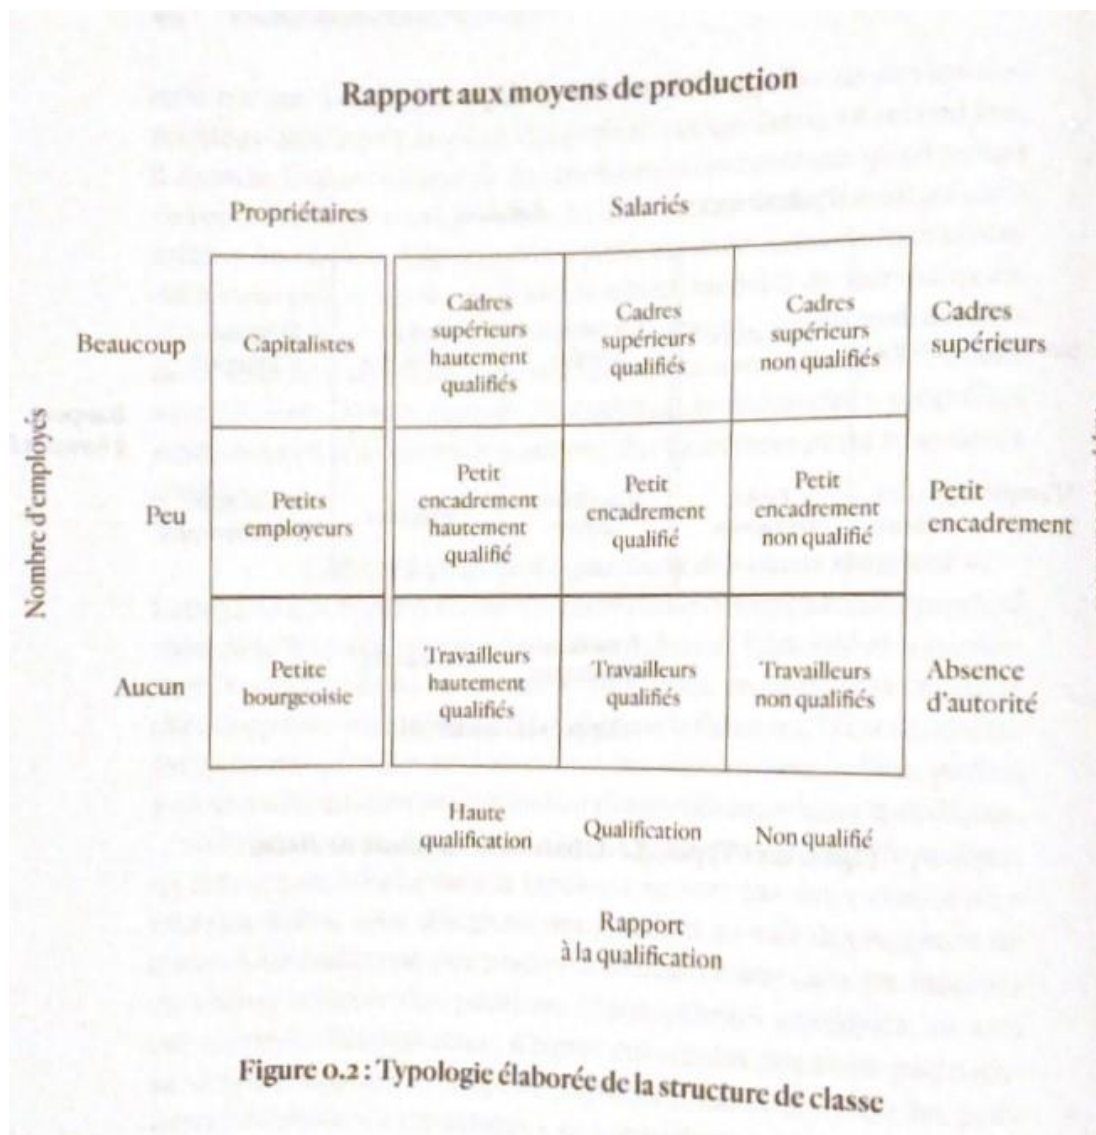 Rapport aux moyens de production
Propriétaires
Salariés
Nombre d'employés
Beaucoup
Capitalistes
Cadres
supérieurs
hautement
qualifiés
Cadres
supérieurs
qualifiés
Cadres
supérieurs
non qualifiés
Cadres
supérieurs
Peu
Petits
employeurs
Petit
encadrement
hautement
qualifié
Petit
encadrement
qualifié
Petit
encadrement
non qualifié
Petit
encadrement
Aucun
Petite
bourgeoisie
Travailleurs
hautement
qualifiés
Travailleurs
qualifiés
Travailleurs
non qualifiés
Absence
d'autorité
Haute
qualification
Qualification
Non qualifié
Rapport
à la qualification
Figure 0.2 : Typologie élaborée de la structure de classe